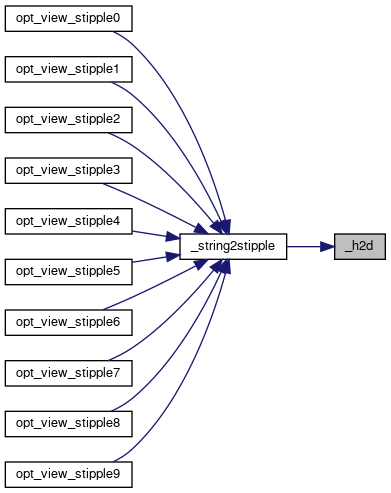 opt_view_stipple0
opt_view_stipple1
opt_view_stipple2
opt_view_stipple3
opt_view_stipple4
_string2stipple
_h2d
opt_view_stipple5
opt_view_stipple6
opt_view_stipple7
opt_view_stipple8
opt_view_stipple9